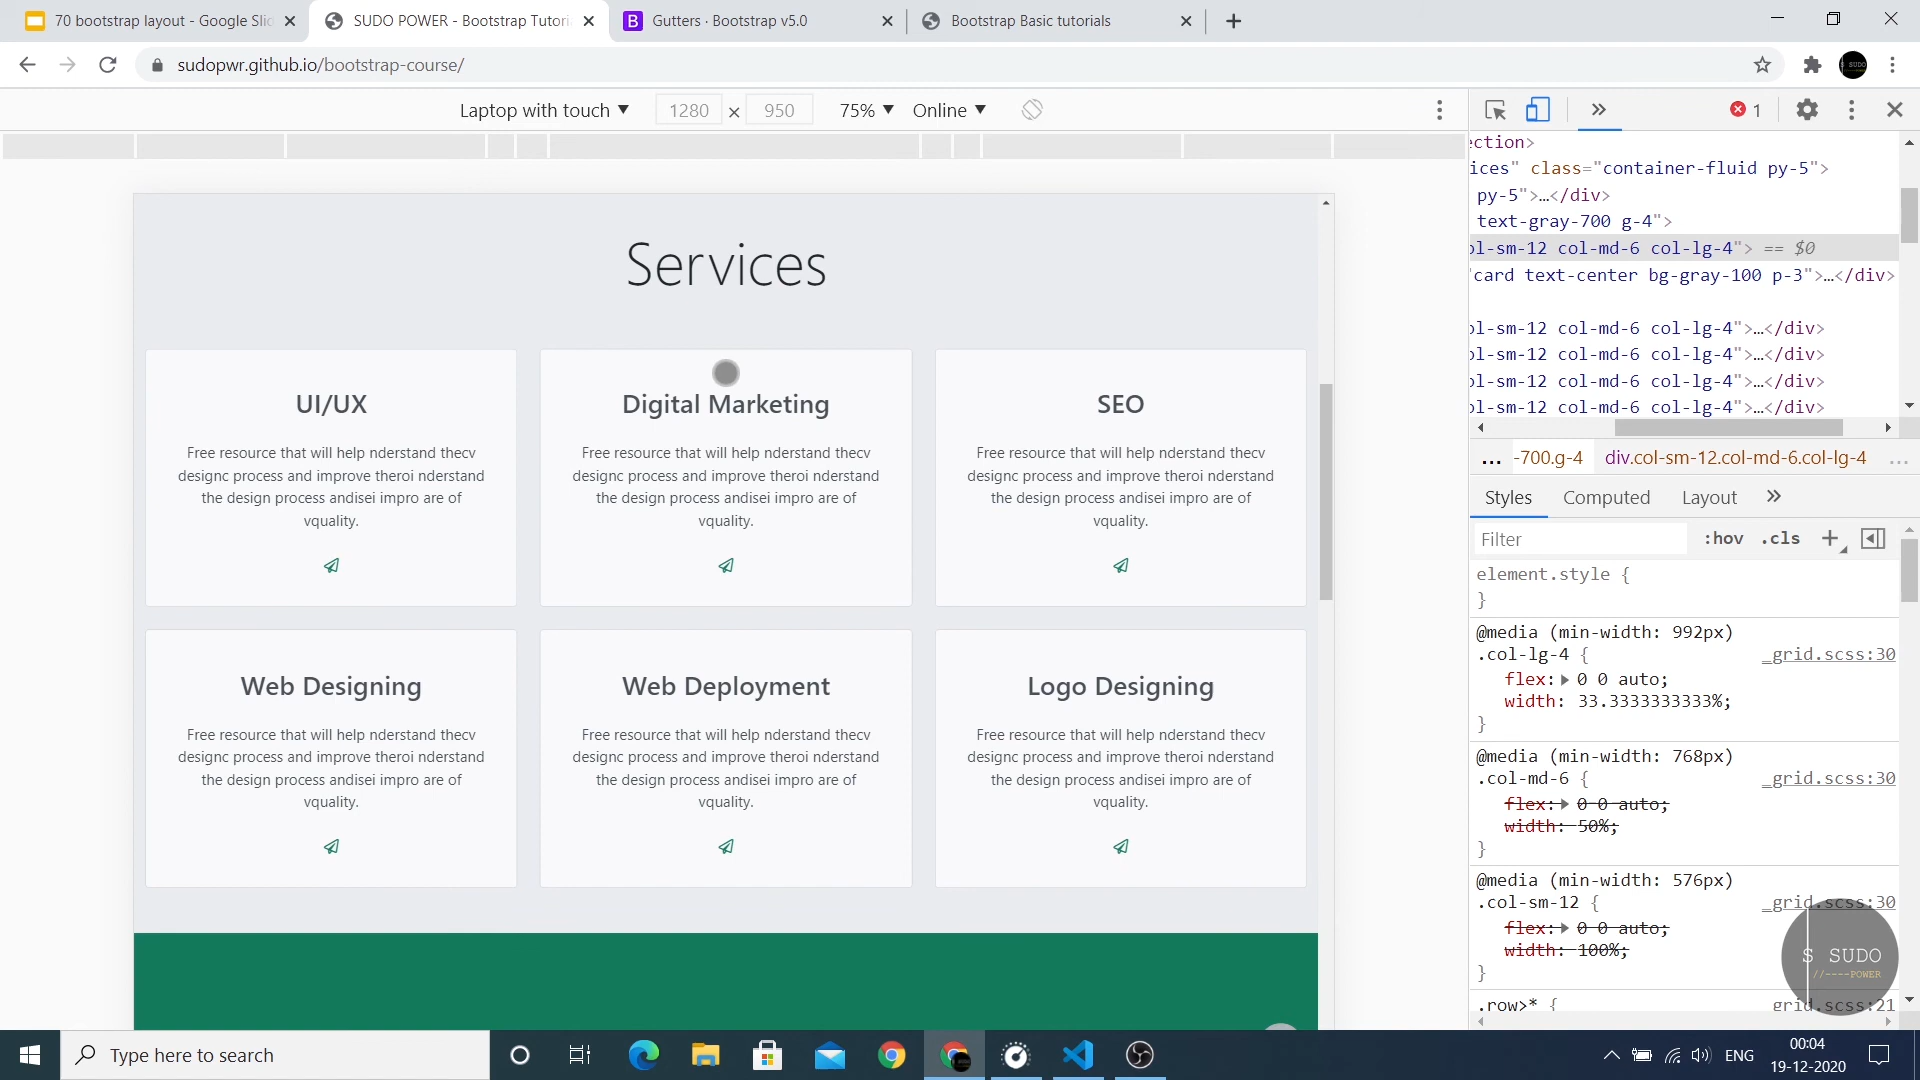 70 bootstrap layout - Google Slid
SUDO POWER - Bootstrap Tutori
Gutters · Bootstrap v5.0
Bootstrap Basic tutorials
sudopwr.github.io/bootstrap-course/
Laptop with touch
1280 x 950
75%
Online
1
ection>
ices" class="container-fluid py-5">
py-5">…</div>
text-gray-700 g-4">
ol-sm-12 col-md-6 col-lg-4"> == $0
"card text-center bg-gray-100 p-3">…</div>
ol-sm-12 col-md-6 col-lg-4">…</div>
ol-sm-12 col-md-6 col-lg-4">…</div>
ol-sm-12 col-md-6 col-lg-4">…</div>
ol-sm-12 col-md-6 col-lg-4">…</div>
... -700.g-4 div.col-sm-12.col-md-6.col-lg-4 ...
Styles Computed Layout
Filter :hov .cls
element.style {
}
@media (min-width: 992px)
.col-lg-4 { _grid.scss:30
flex: 0 0 auto;
width: 33.3333333333%;
}
@media (min-width: 768px)
.col-md-6 { _grid.scss:30
flex: 0 0 auto;
width: 50%;
}
@media (min-width: 576px)
.col-sm-12 { _grid.scss:30
flex: 0 0 auto;
width: 100%;
}
.row>* { grid.scss:21
S SUDO
//----POWER
Services
UI/UX
Free resource that will help nderstand thecv
designc process and improve theroi nderstand
the design process andisei impro are of
vquality.
Digital Marketing
Free resource that will help nderstand thecv
designc process and improve theroi nderstand
the design process andisei impro are of
vquality.
SEO
Free resource that will help nderstand thecv
designc process and improve theroi nderstand
the design process andisei impro are of
vquality.
Web Designing
Free resource that will help nderstand thecv
designc process and improve theroi nderstand
the design process andisei impro are of
vquality.
Web Deployment
Free resource that will help nderstand thecv
designc process and improve theroi nderstand
the design process andisei impro are of
vquality.
Logo Designing
Free resource that will help nderstand thecv
designc process and improve theroi nderstand
the design process andisei impro are of
vquality.
Type here to search
ENG
00:04
19-12-2020